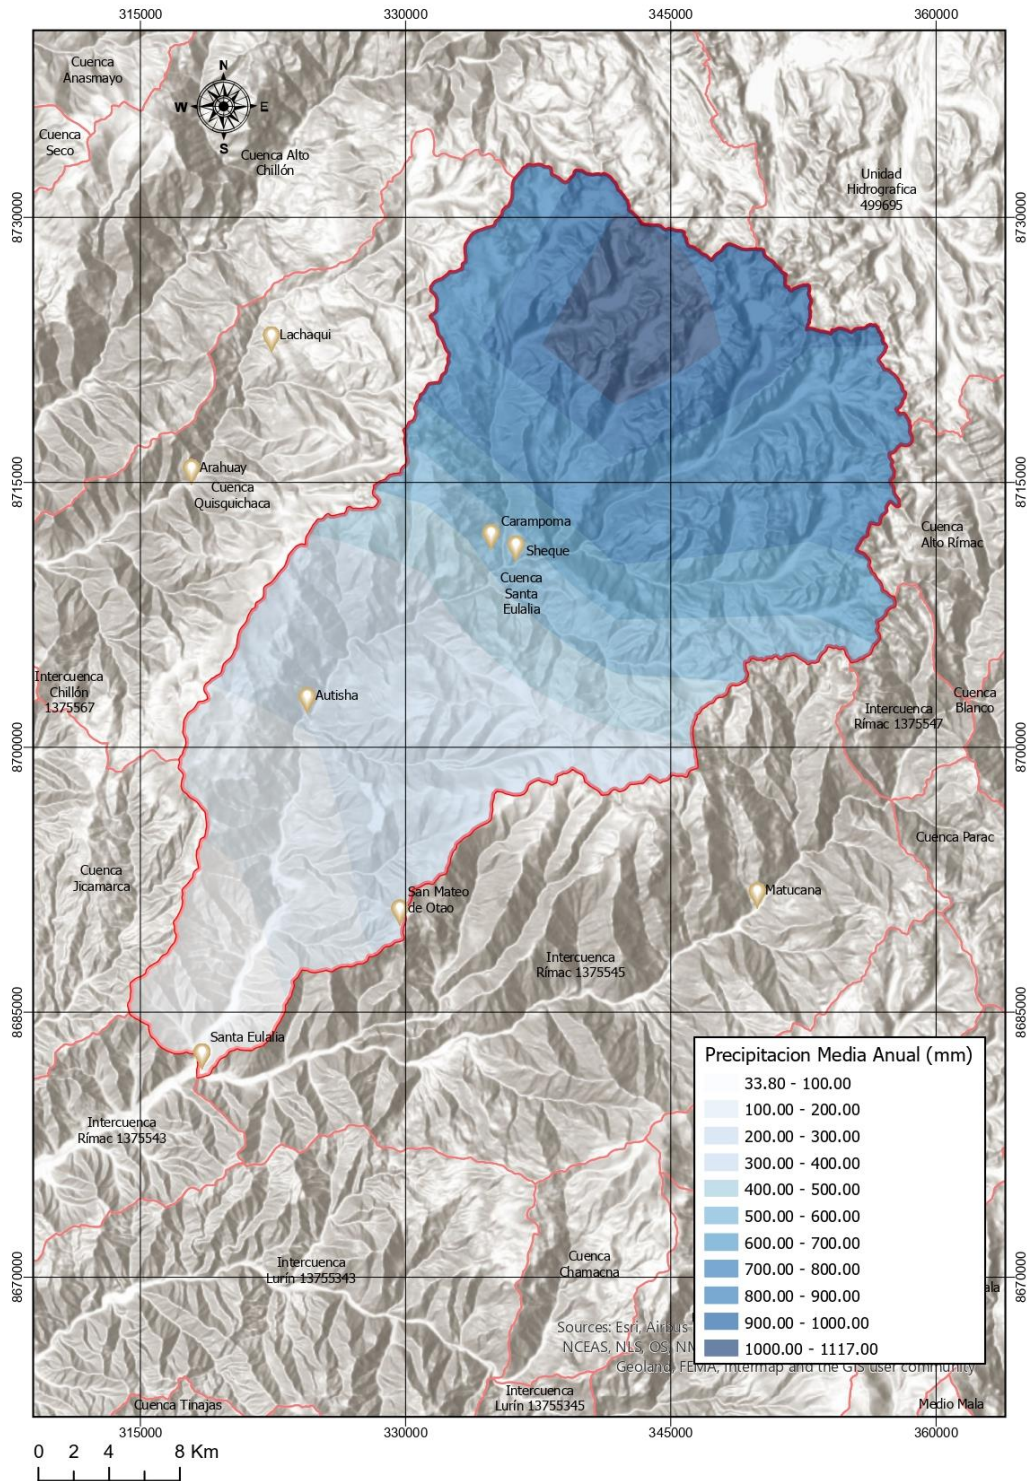 315000
330000
345000
360000
Cuenca
Anasmayo
N
W
E
S
Cuenca
Seco
Cuenca Alto
Chillón
Unidad
Hidrografica
499695
8730000
8730000
Lachaqui
Arahuay
Cuenca
Quisquichaca
8715000
8715000
Carampoma
Sheque
Cuenca
Santa
Eulalia
Cuenca
Alto Rímac
Intercuenca
Chillón
1375567
Autisha
Intercuenca
Rímac 1375547
Cuenca
Blanco
8700000
8700000
Cuenca Parac
Cuenca
Jicamarca
San Mateo
de Otao
Matucana
Intercuenca
Rímac 1375545
8685000
8685000
Santa Eulalia
Intercuenca
Rímac 1375543
Precipitacion Media Anual (mm)
33.80 - 100.00
100.00 - 200.00
200.00 - 300.00
300.00 - 400.00
400.00 - 500.00
500.00 - 600.00
600.00 - 700.00
700.00 - 800.00
800.00 - 900.00
900.00 - 1000.00
1000.00 - 1117.00
Intercuenca
Lurín 13755343
Cuenca
Chamacna
8670000
8670000
ala
Sources: Esri, Airbus
NCEAS, NLS, OS, NM
Geoland, FEMA, Intermap and the GIS user community
Cuenca Tinajas
Intercuenca
Lurín 13755345
Medio Mala
315000
330000
345000
360000
0 2 4 8 Km